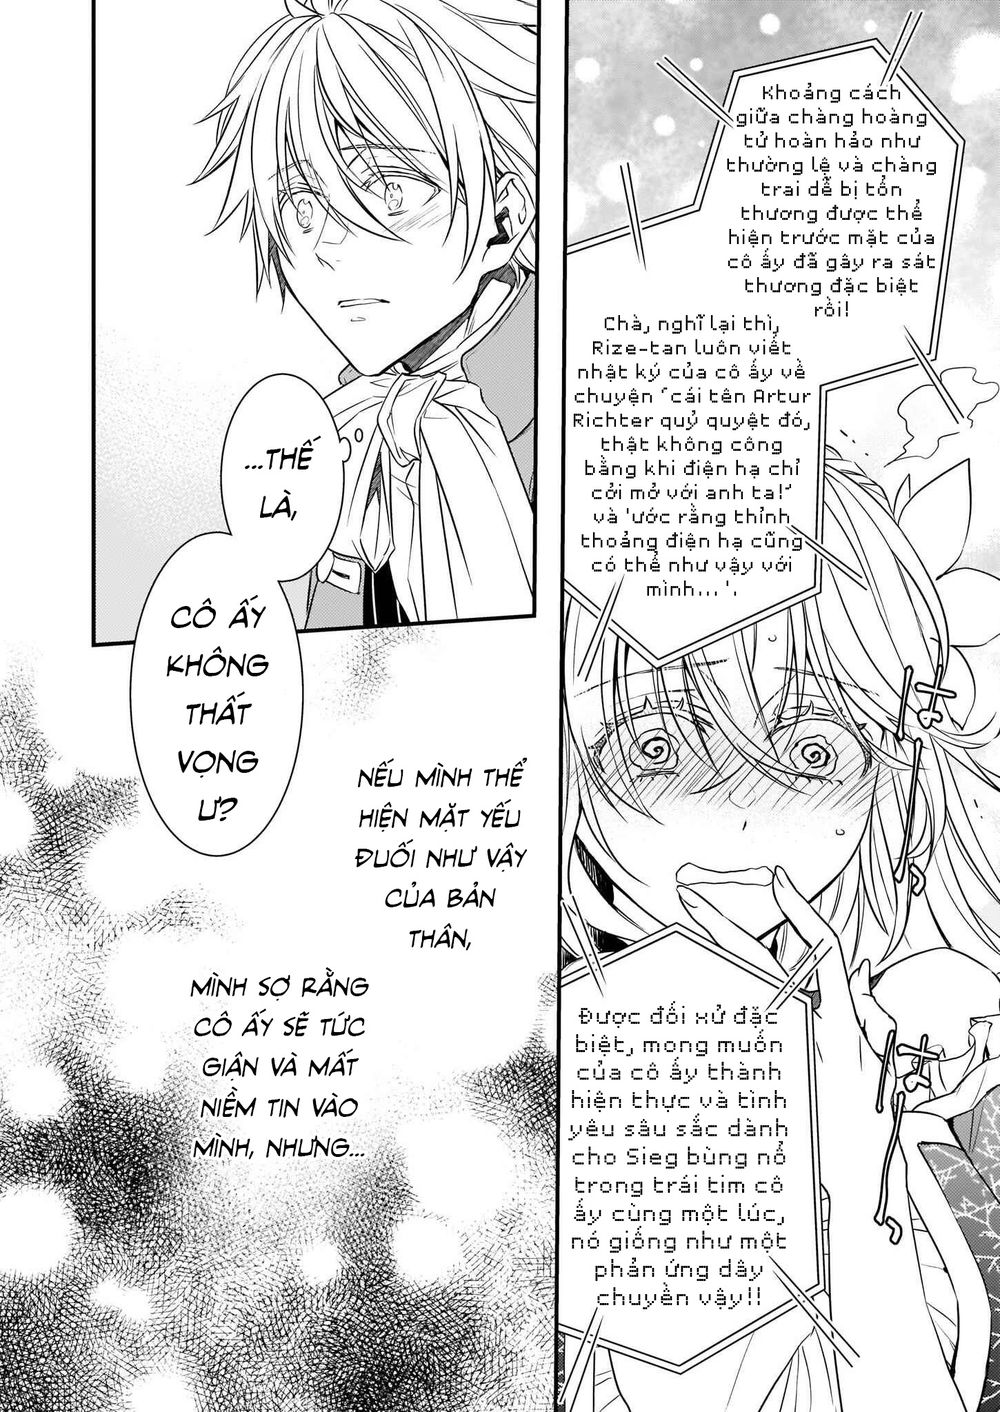 Khoảng cách
giữa chàng hoàng
tử hoàn hảo như
thường lệ và chàng
trai dễ bị tổn
thương được thể
hiện trước mặt của
cô ấy đã gây ra sát
thương đặc biệt
rồi!
Chà, nghĩ lại thì,
Rize-tan luôn viết
nhật ký của cô ấy về
chuyện "cái tên Artur
Richter quỷ quyệt đó,
thật không công
bằng khi điện hạ chỉ
cởi mở với anh ta!"
và 'ước rằng thỉnh
thoảng điện hạ cũng
có thể như vậy với
mình... '.
Được đối xử đặc
biệt, mong muốn
của cô ấy thành
hiện thực và tình
yêu sâu sắc dành
cho Sieg bùng nổ
trong trái tim cô
ấy cùng một lúc,
nó giống như một
phản ứng dây
chuyền vậy!!
...THẾ
LÀ,
CÔ ẤY
KHÔNG
THẤT
VỌNG
Ư?
NẾU MÌNH THỂ
HIỆN MẶT YẾU
ĐUỐI NHƯ VẬY
CỦA BẢN
THÂN,
MÌNH SỢ RẰNG
CÔ ẤY SẼ TỨC
GIẬN VÀ MẤT
NIỀM TIN VÀO
MÌNH, NHƯNG...